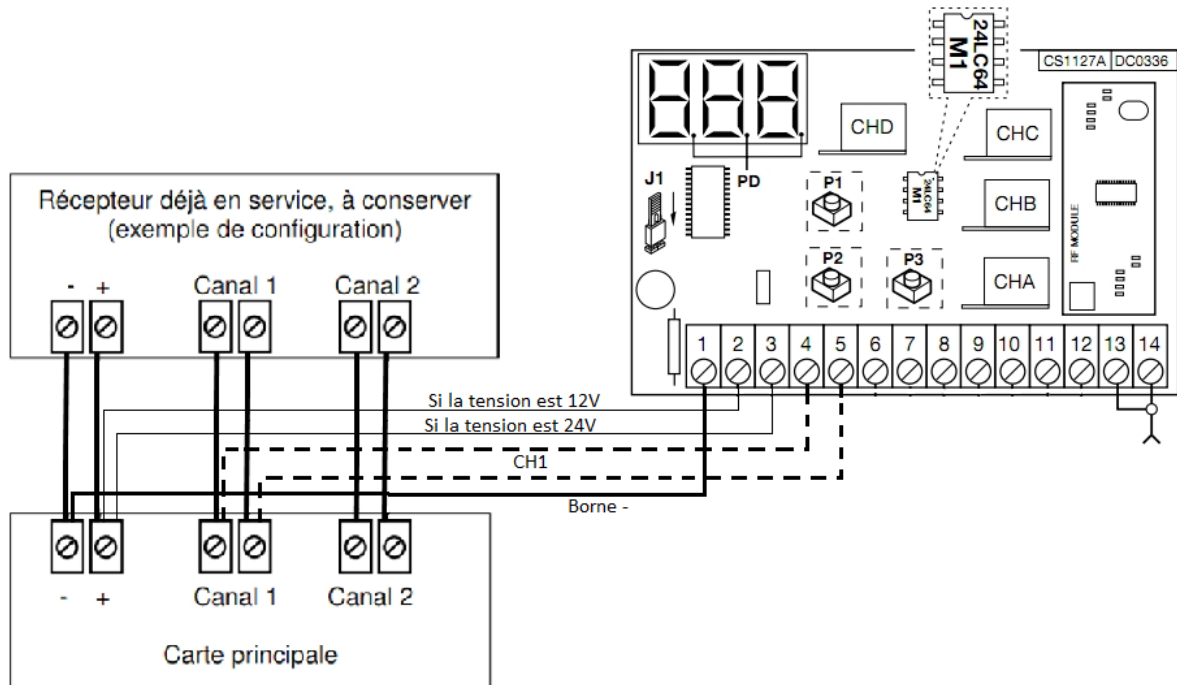 Récepteur déjà en service, à conserver
(exemple de configuration)
- + Canal 1 Canal 2
Si la tension est 12V
Si la tension est 24V
CH1
Borne -
- + Canal 1 Canal 2
Carte principale
24LC64
M1
CS1127A DC0336
CHD
CHC
J1
PD
P1
24LC64
M1
CHB
RF MODULE
P2
P3
CHA
1 2 3 4 5 6 7 8 9 10 11 12 13 14